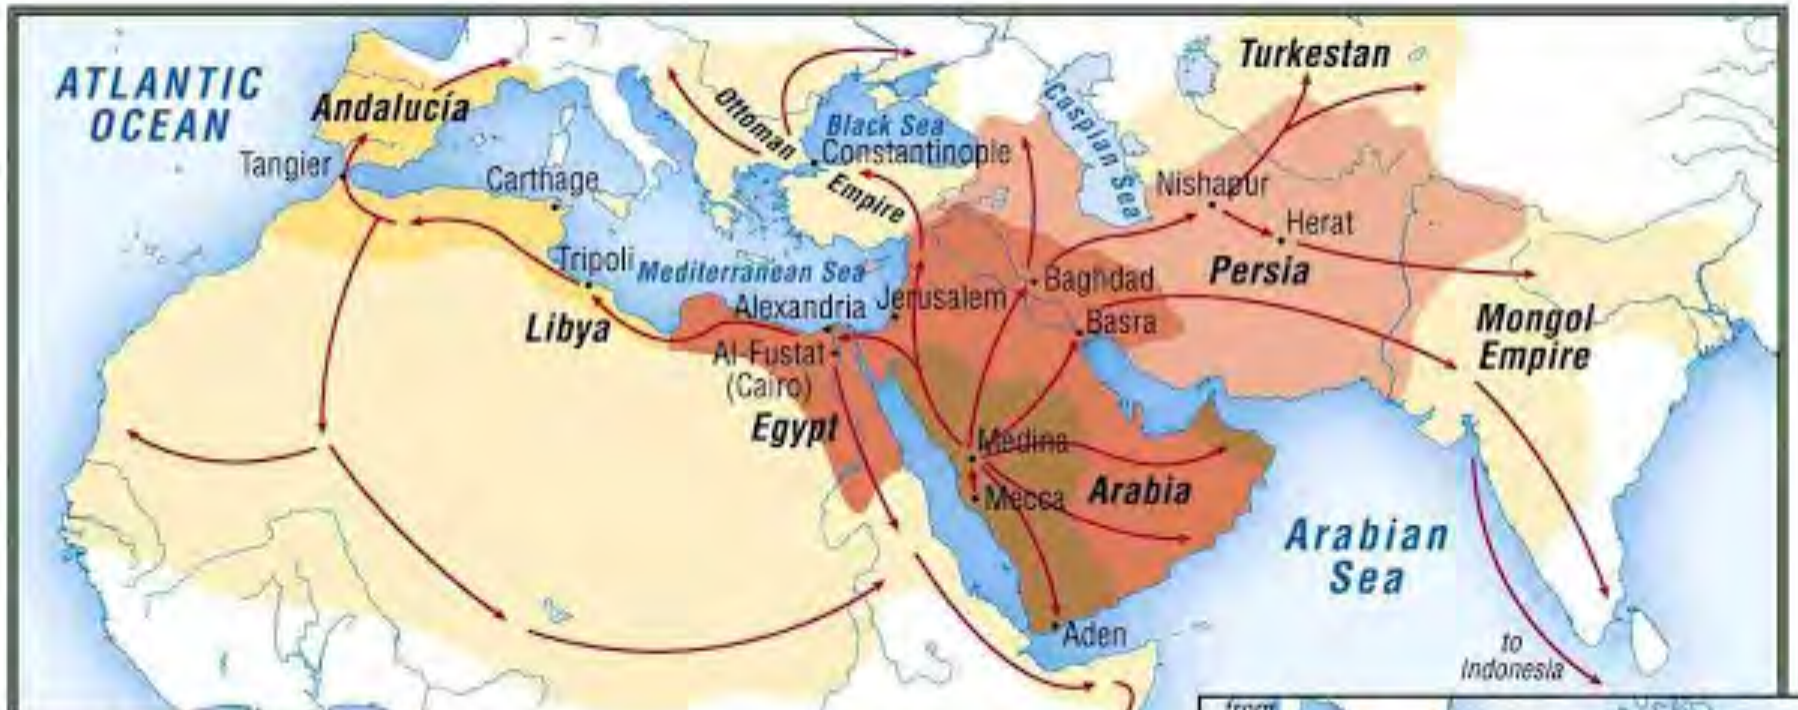 ATLANTIC
OCEAN
Andalucía
Tangier
Carthage
Ottoman
Empire
Black Sea
Constantinople
Caspian Sea
Turkestan
Nishapur
Herat
Persia
Tripoli
Mediterranean Sea
Libya
Alexandria
Jerusalem
Baghdad
Basra
Al-Fustat
(Cairo)
Egypt
Mongol
Empire
Medina
Mecca
Arabia
Arabian
Sea
Aden
to
Indonesia
from